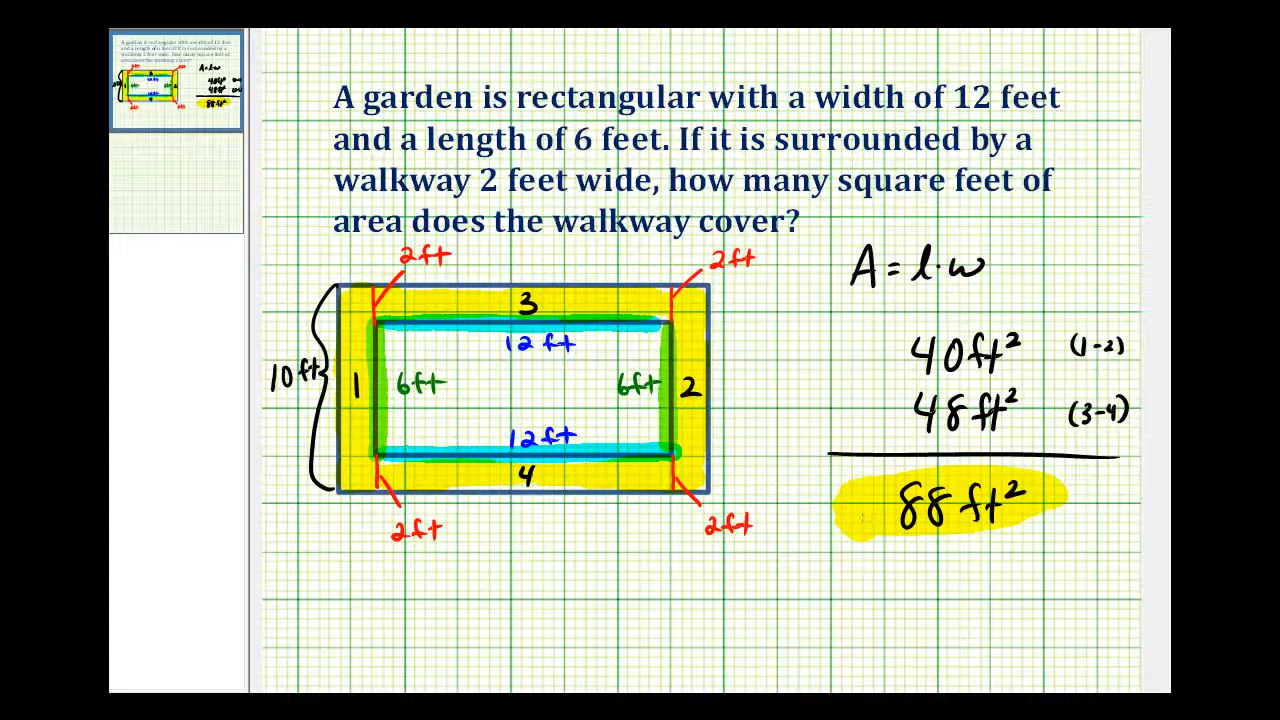 A garden is rectangular with a width of 12 feet
and a length of 6 feet. If it is surrounded by a
walkway 2 feet wide, how many square feet of
area does the walkway cover?
2ft
2ft
A = l·w
3
12 ft
10ft
1
6ft
6ft
2
40ft² (1-2)
48ft² (3-4)
12 ft
4
88 ft²
2ft
2ft